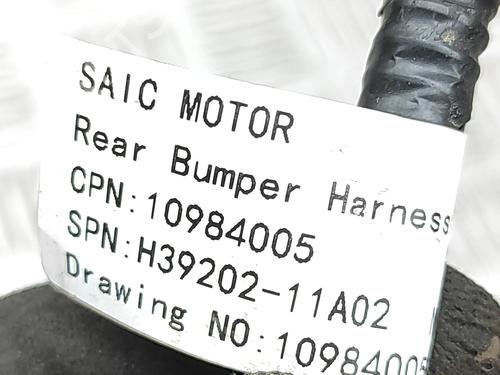 SAIC MOTOR
Rear Bumper Harness
CPN:10984005
SPN:H39202-11A02
Drawing NO:10984005